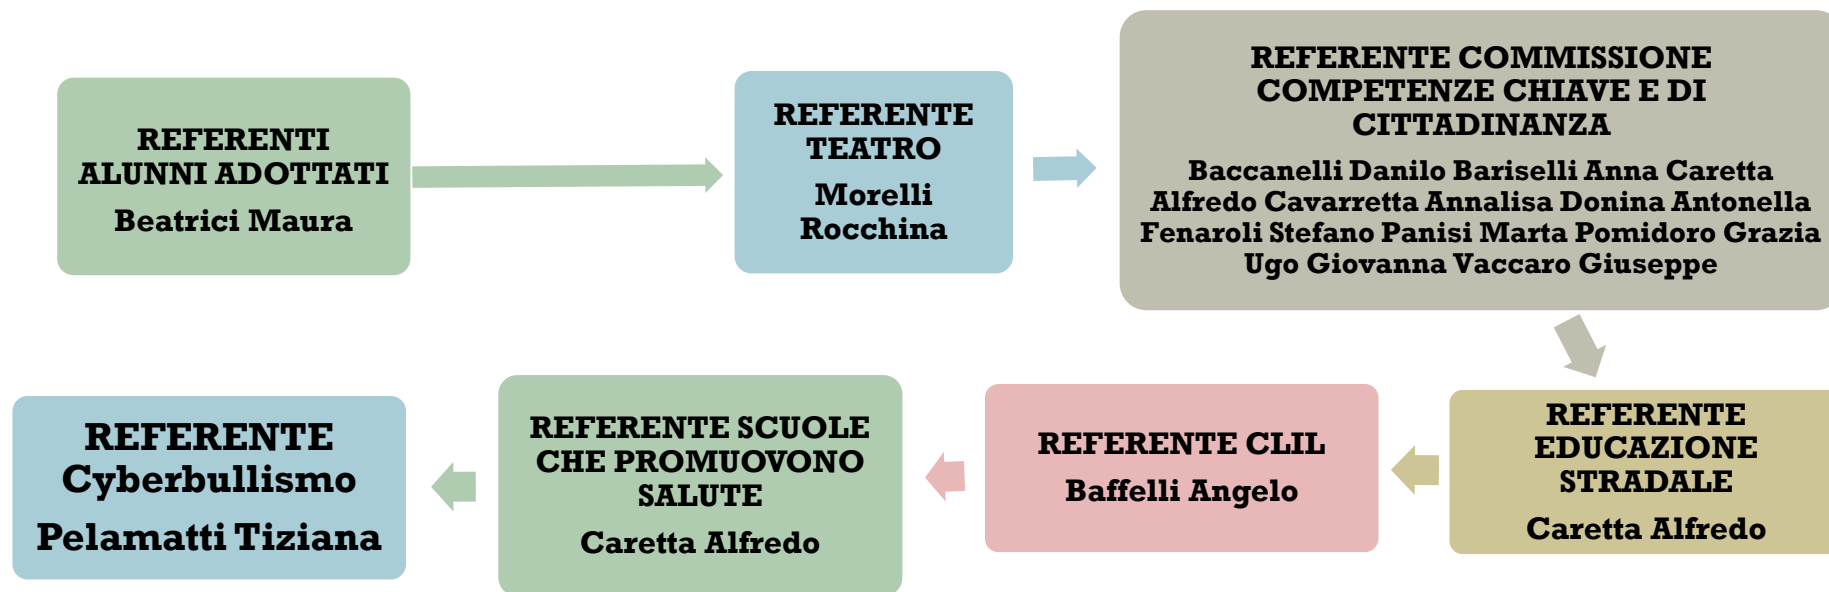 REFERENTI
ALUNNI ADOTTATI
Beatrici Maura
REFERENTE
TEATRO
Morelli
Rocchina
REFERENTE COMMISSIONE
COMPETENZE CHIAVE E DI
CITTADINANZA
Baccanelli Danilo Bariselli Anna Caretta
Alfredo Cavarretta Annalisa Donina Antonella
Fenaroli Stefano Panisi Marta Pomidoro Grazia
Ugo Giovanna Vaccaro Giuseppe
REFERENTE
EDUCAZIONE
STRADALE
Caretta Alfredo
REFERENTE CLIL
Baffelli Angelo
REFERENTE SCUOLE
CHE PROMUOVONO
SALUTE
Caretta Alfredo
REFERENTE
Cyberbullismo
Pelamatti Tiziana